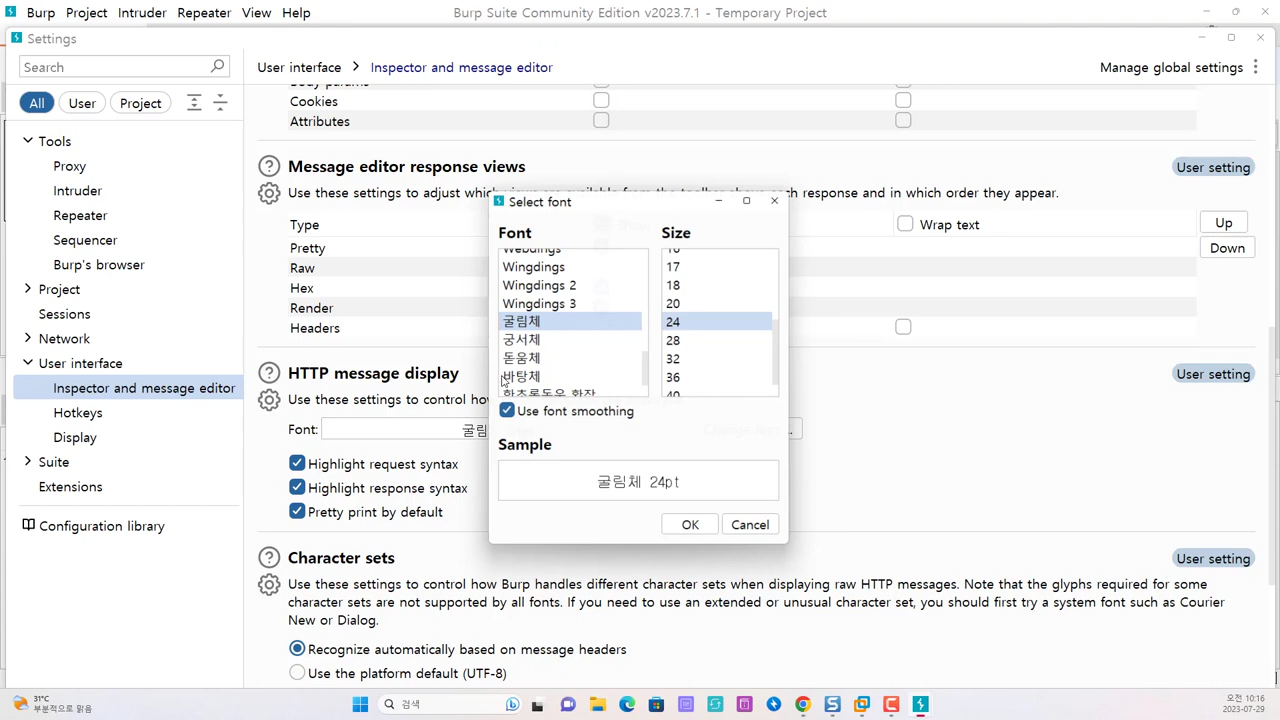 Burp Project Intruder Repeater View Help
Burp Suite Community Edition v2023.7.1 - Temporary Project
Settings
Search
All User Project
Tools
Proxy
Intruder
Repeater
Sequencer
Burp's browser
Project
Sessions
Network
User interface
Inspector and message editor
Hotkeys
Display
Suite
Extensions
Configuration library
User interface > Inspector and message editor
Manage global settings
Body params
Cookies
Attributes
Message editor response views
User setting
Use these settings to adjust which views are available from the toolbar above each response and in which order they appear.
Type
Wrap text
Up
Pretty
Down
Raw
Hex
Render
Headers
HTTP message display
User setting
Use these settings to control how
Font: 굴림
Highlight request syntax
Highlight response syntax
Pretty print by default
Character sets
User setting
Use these settings to control how Burp handles different character sets when displaying raw HTTP messages. Note that the glyphs required for some
character sets are not supported by all fonts. If you need to use an extended or unusual character set, you should first try a system font such as Courier
New or Dialog.
Recognize automatically based on message headers
Use the platform default (UTF-8)
Select font
Font
Size
Webdings
Wingdings
Wingdings 2
Wingdings 3
굴림체
궁서체
돋움체
바탕체
함초롬돋움 확장
16
17
18
20
24
28
32
36
40
Use font smoothing
Sample
굴림체 24pt
OK Cancel
31°C
부분적으로 맑음
검색
오전 10:16
2023-07-29